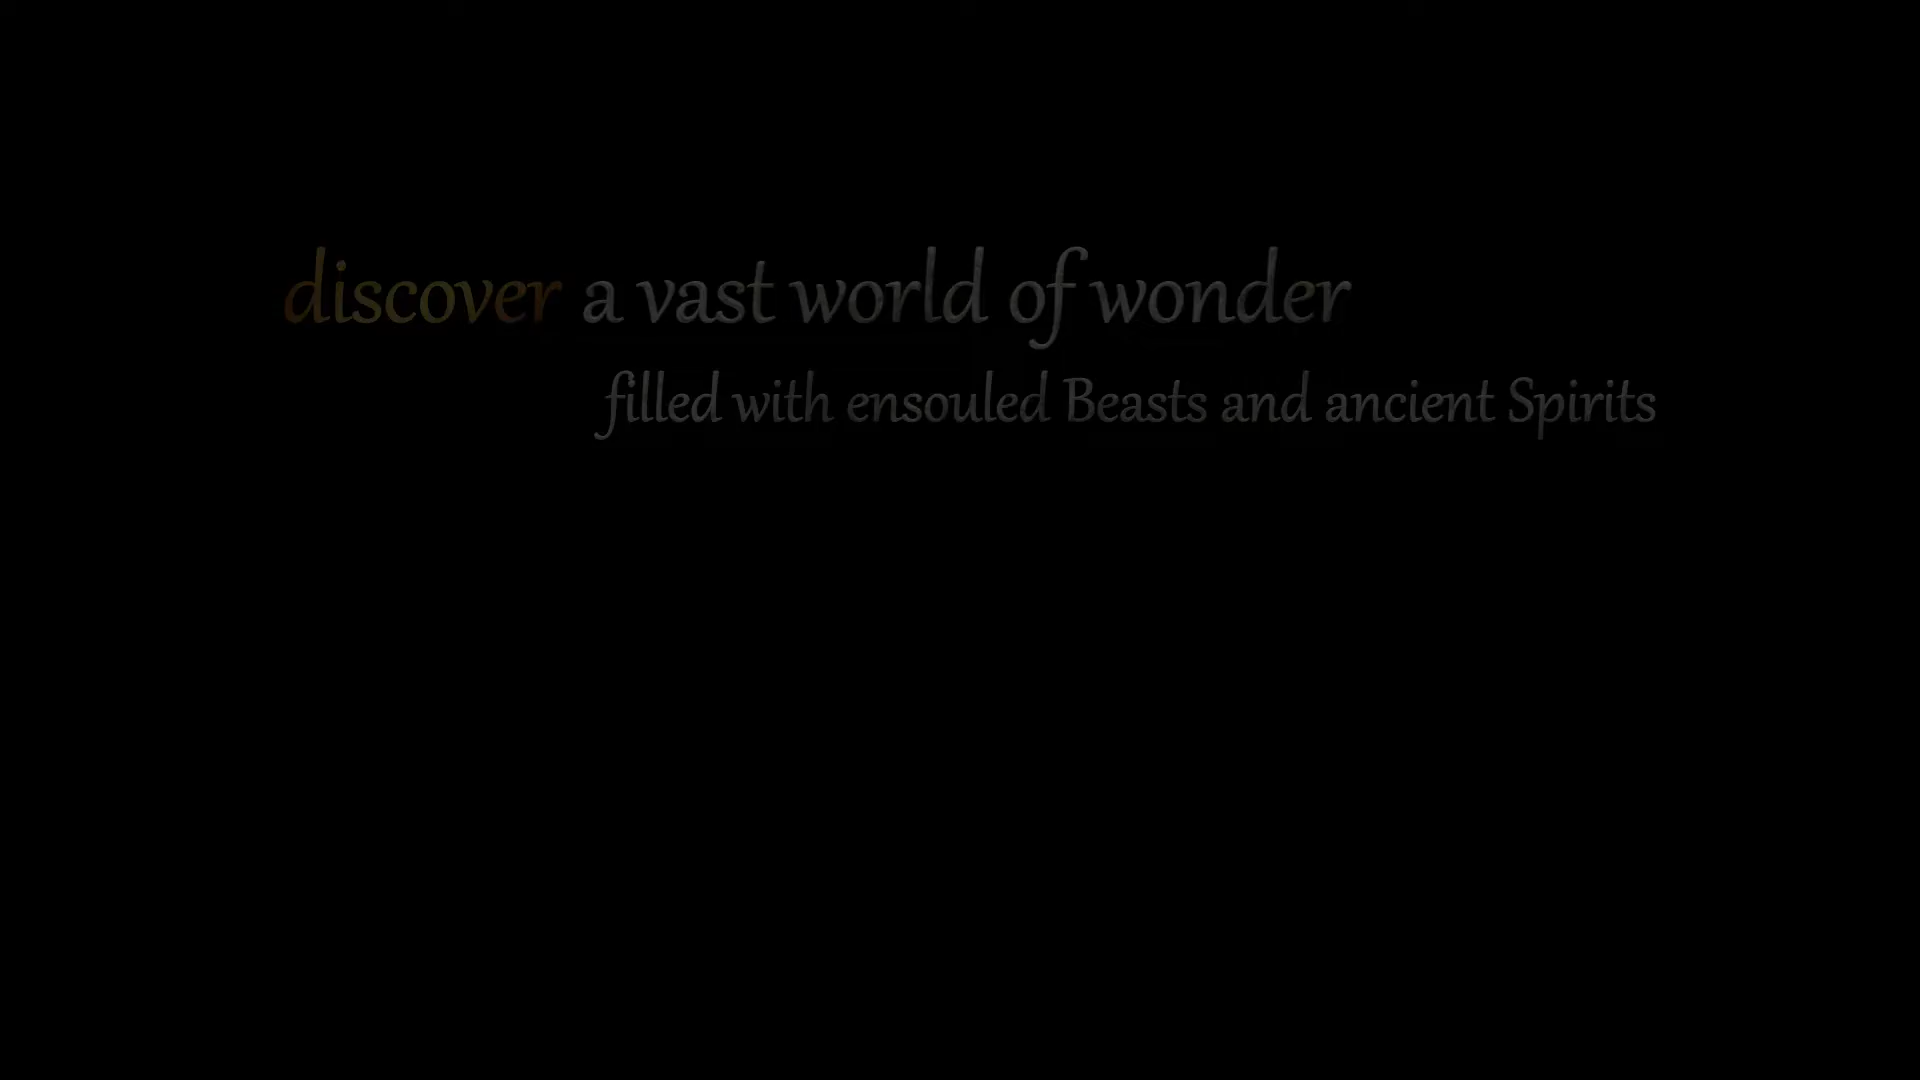 discover a vast world of wonder
filled with ensouled Beasts and ancient Spirits